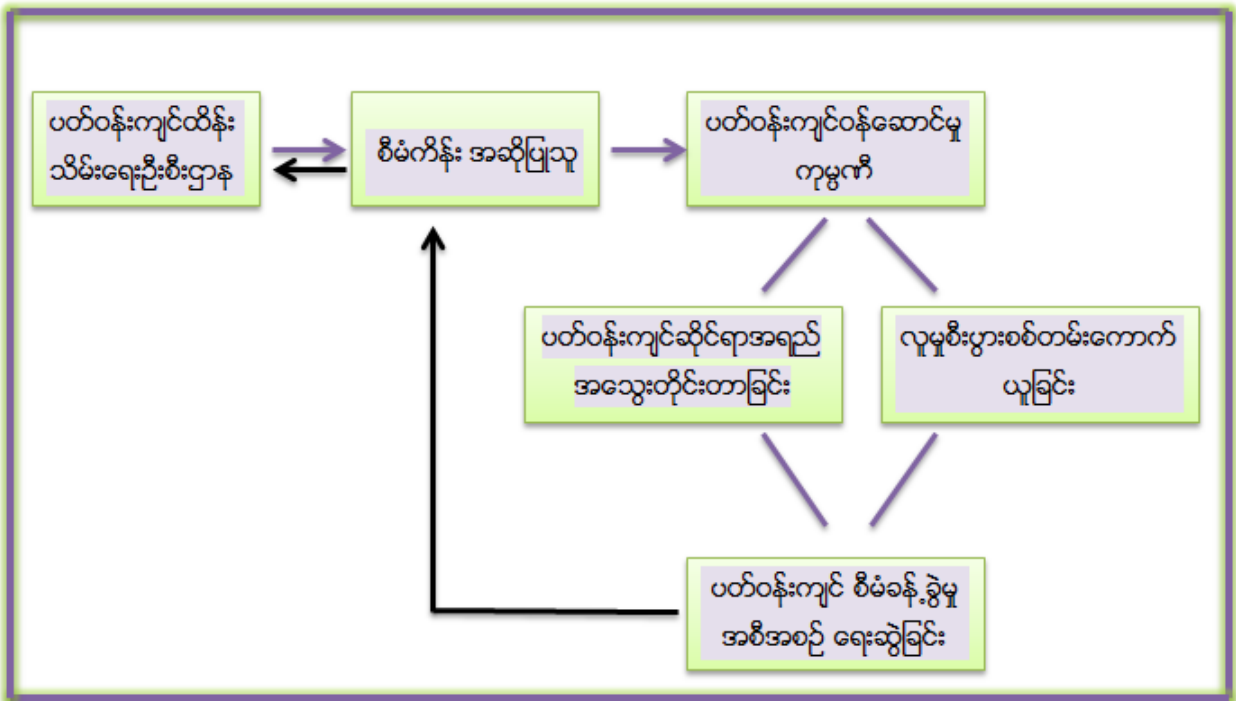 ပတ်ဝန်းကျင်ထိန်း
သိမ်းရေးဦးစီးဌာန
စီမံကိန်း အဆိုပြုသူ
ပတ်ဝန်းကျင်ဝန်ဆောင်မှု
ကုမ္ပဏီ
ပတ်ဝန်းကျင်ဆိုင်ရာအရည်
အသွေးတိုင်းတာခြင်း
လူမှုစီးပွားစစ်တမ်းကောက်
ယူခြင်း
ပတ်ဝန်းကျင် စီမံခန့်ခွဲမှု
အစီအစဉ် ရေးဆွဲခြင်း